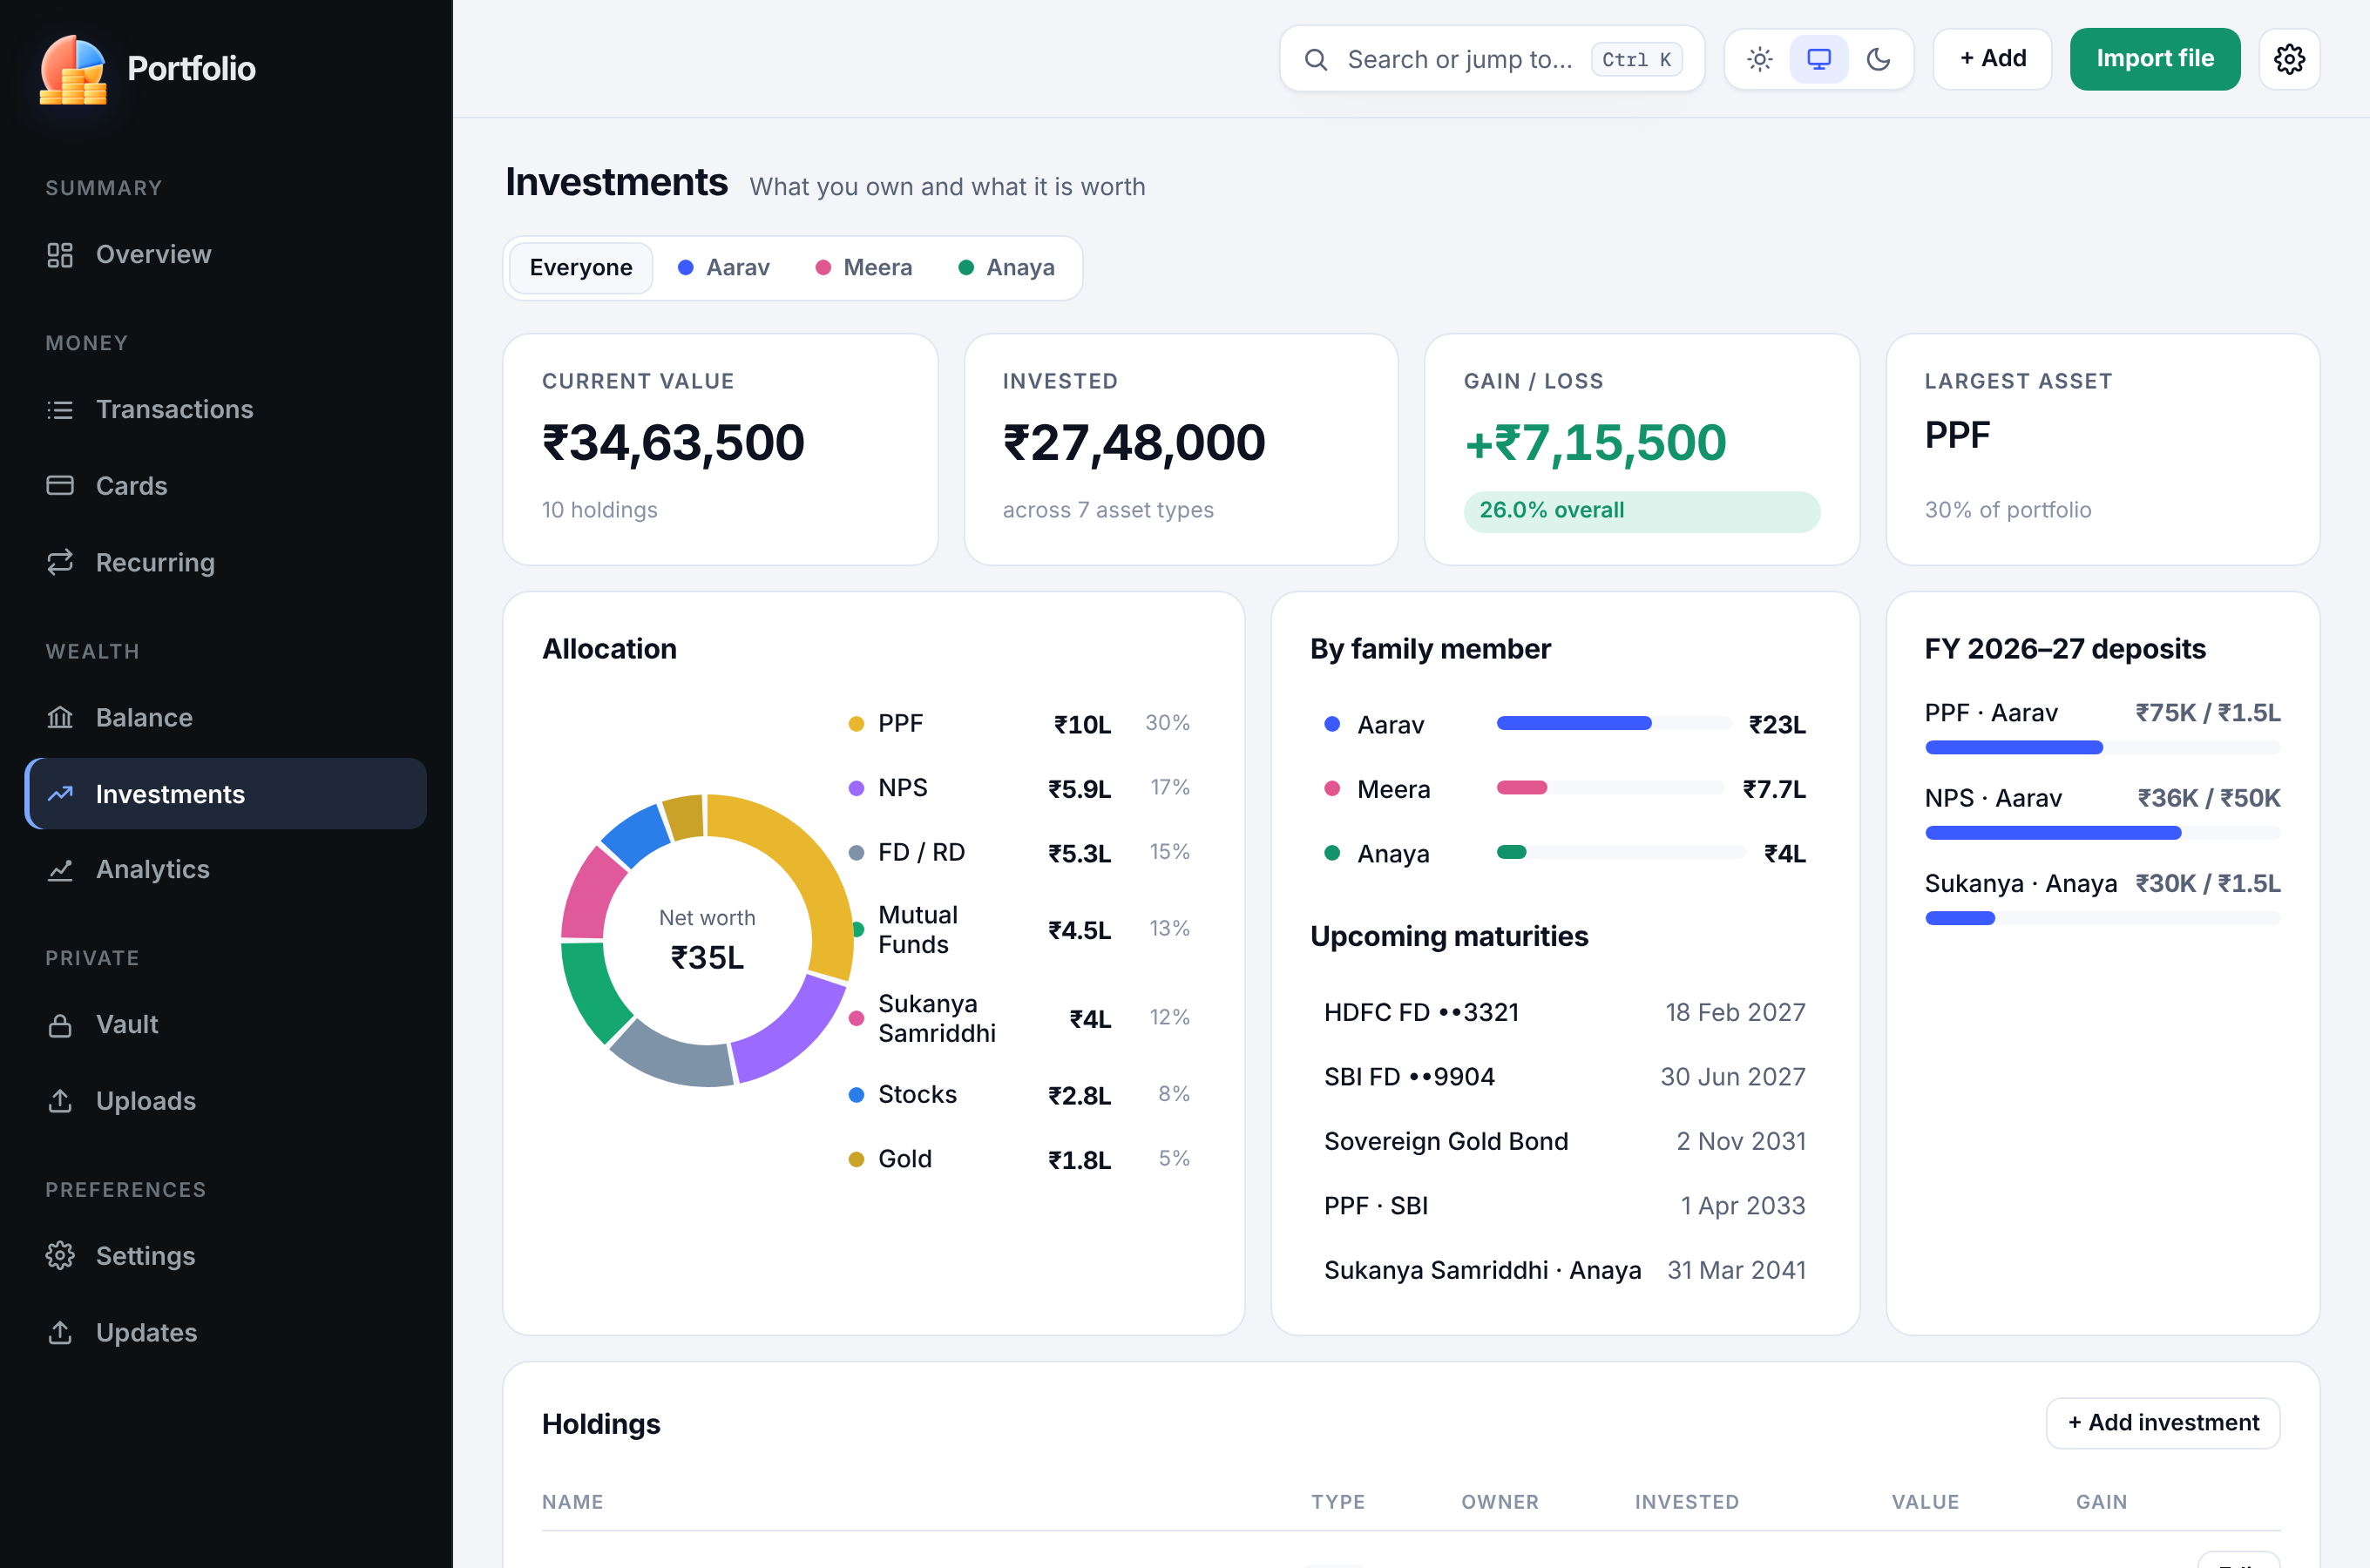 Portfolio
SUMMARY
Overview
MONEY
Transactions
Cards
Recurring
WEALTH
Balance
Investments
Analytics
PRIVATE
Vault
Uploads
PREFERENCES
Settings
Updates
Search or jump to... Ctrl K
+ Add
Import file
Investments What you own and what it is worth
Everyone Aarav Meera Anaya
CURRENT VALUE
₹34,63,500
10 holdings
INVESTED
₹27,48,000
across 7 asset types
GAIN / LOSS
+₹7,15,500
26.0% overall
LARGEST ASSET
PPF
30% of portfolio
Allocation
Net worth
₹35L
PPF ₹10L 30%
NPS ₹5.9L 17%
FD / RD ₹5.3L 15%
Mutual
Funds ₹4.5L 13%
Sukanya
Samriddhi ₹4L 12%
Stocks ₹2.8L 8%
Gold ₹1.8L 5%
By family member
Aarav ₹23L
Meera ₹7.7L
Anaya ₹4L
Upcoming maturities
HDFC FD ••3321 18 Feb 2027
SBI FD ••9904 30 Jun 2027
Sovereign Gold Bond 2 Nov 2031
PPF · SBI 1 Apr 2033
Sukanya Samriddhi · Anaya 31 Mar 2041
FY 2026–27 deposits
PPF · Aarav ₹75K / ₹1.5L
NPS · Aarav ₹36K / ₹50K
Sukanya · Anaya ₹30K / ₹1.5L
Holdings
+ Add investment
NAME TYPE OWNER INVESTED VALUE GAIN